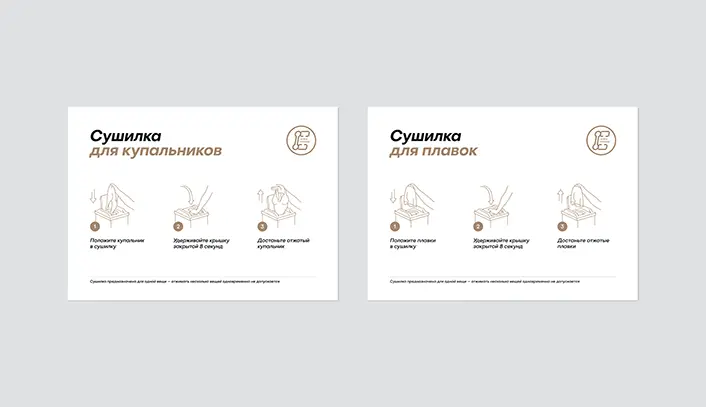 Сушилка
для купальников
1
Положите купальник
в сушилку
2
Удерживайте крышку
закрытой 8 секунд
3
Достаньте отжатый
купальник
Сушилка предназначена для одной вещи – отжимать несколько вещей одновременно не допускается
Сушилка
для плавок
1
Положите плавки
в сушилку
2
Удерживайте крышку
закрытой 8 секунд
3
Достаньте отжатые
плавки
Сушилка предназначена для одной вещи – отжимать несколько вещей одновременно не допускается